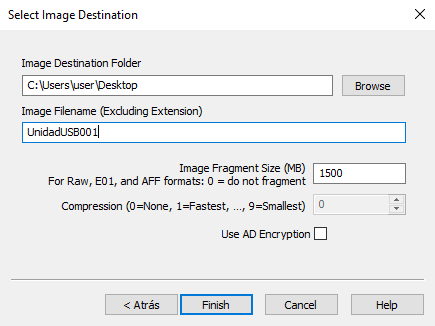 Select Image Destination
Image Destination Folder
C:\Users\user\Desktop
Browse
Image Filename (Excluding Extension)
UnidadUSB001
Image Fragment Size (MB)
For Raw, E01, and AFF formats: 0 = do not fragment
1500
Compression (0=None, 1=Fastest, ..., 9=Smallest)
0
Use AD Encryption
< Atrás
Finish
Cancel
Help